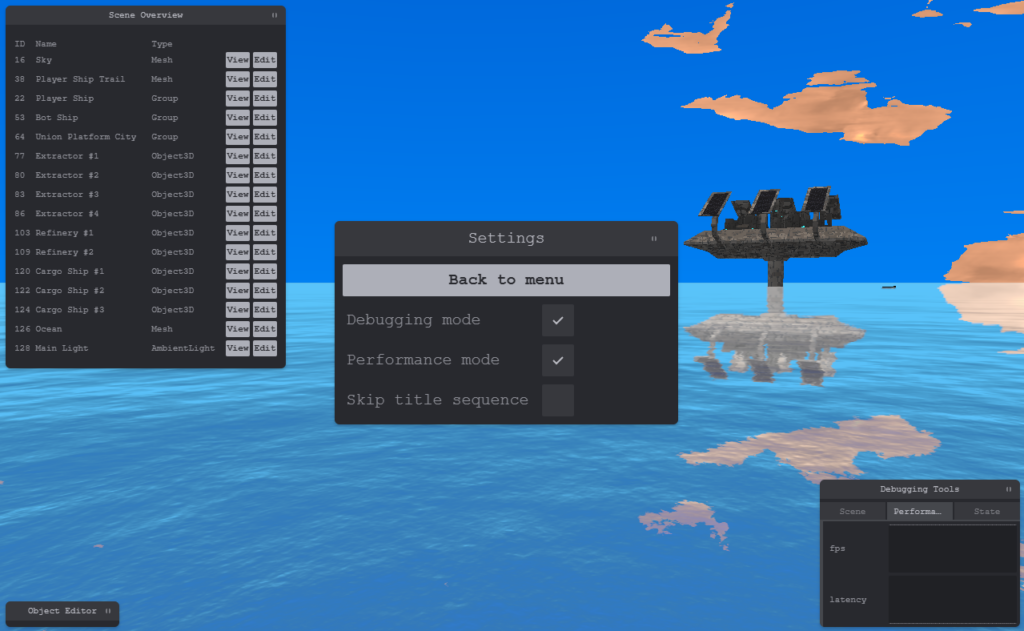 Scene Overview
ID Name Type
16 Sky Mesh View Edit
38 Player Ship Trail Mesh View Edit
22 Player Ship Group View Edit
53 Bot Ship Group View Edit
64 Union Platform City Group View Edit
77 Extractor #1 Object3D View Edit
80 Extractor #2 Object3D View Edit
83 Extractor #3 Object3D View Edit
86 Extractor #4 Object3D View Edit
103 Refinery #1 Object3D View Edit
109 Refinery #2 Object3D View Edit
120 Cargo Ship #1 Object3D View Edit
122 Cargo Ship #2 Object3D View Edit
124 Cargo Ship #3 Object3D View Edit
126 Ocean Mesh View Edit
128 Main Light AmbientLight View Edit
Settings
Back to menu
Debugging mode
Performance mode
Skip title sequence
Debugging Tools
Scene Performa… State
fps
latency
Object Editor